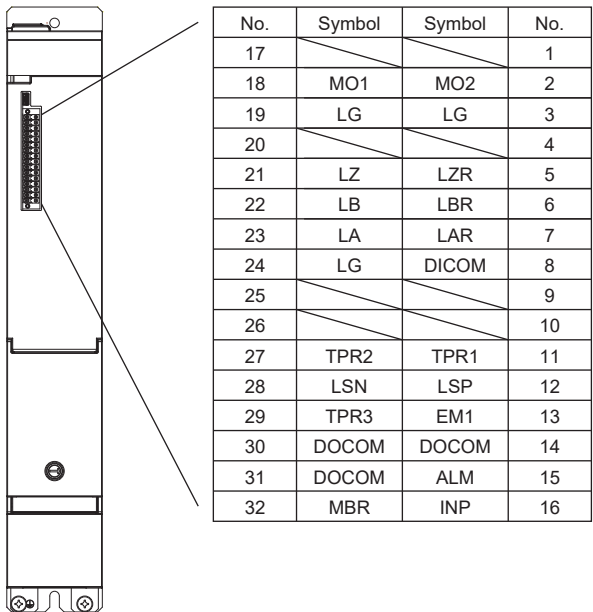 No. Symbol Symbol No.
17 1
18 MO1 MO2 2
19 LG LG 3
20 4
21 LZ LZR 5
22 LB LBR 6
23 LA LAR 7
24 LG DICOM 8
25 9
26 10
27 TPR2 TPR1 11
28 LSN LSP 12
29 TPR3 EM1 13
30 DOCOM DOCOM 14
31 DOCOM ALM 15
32 MBR INP 16